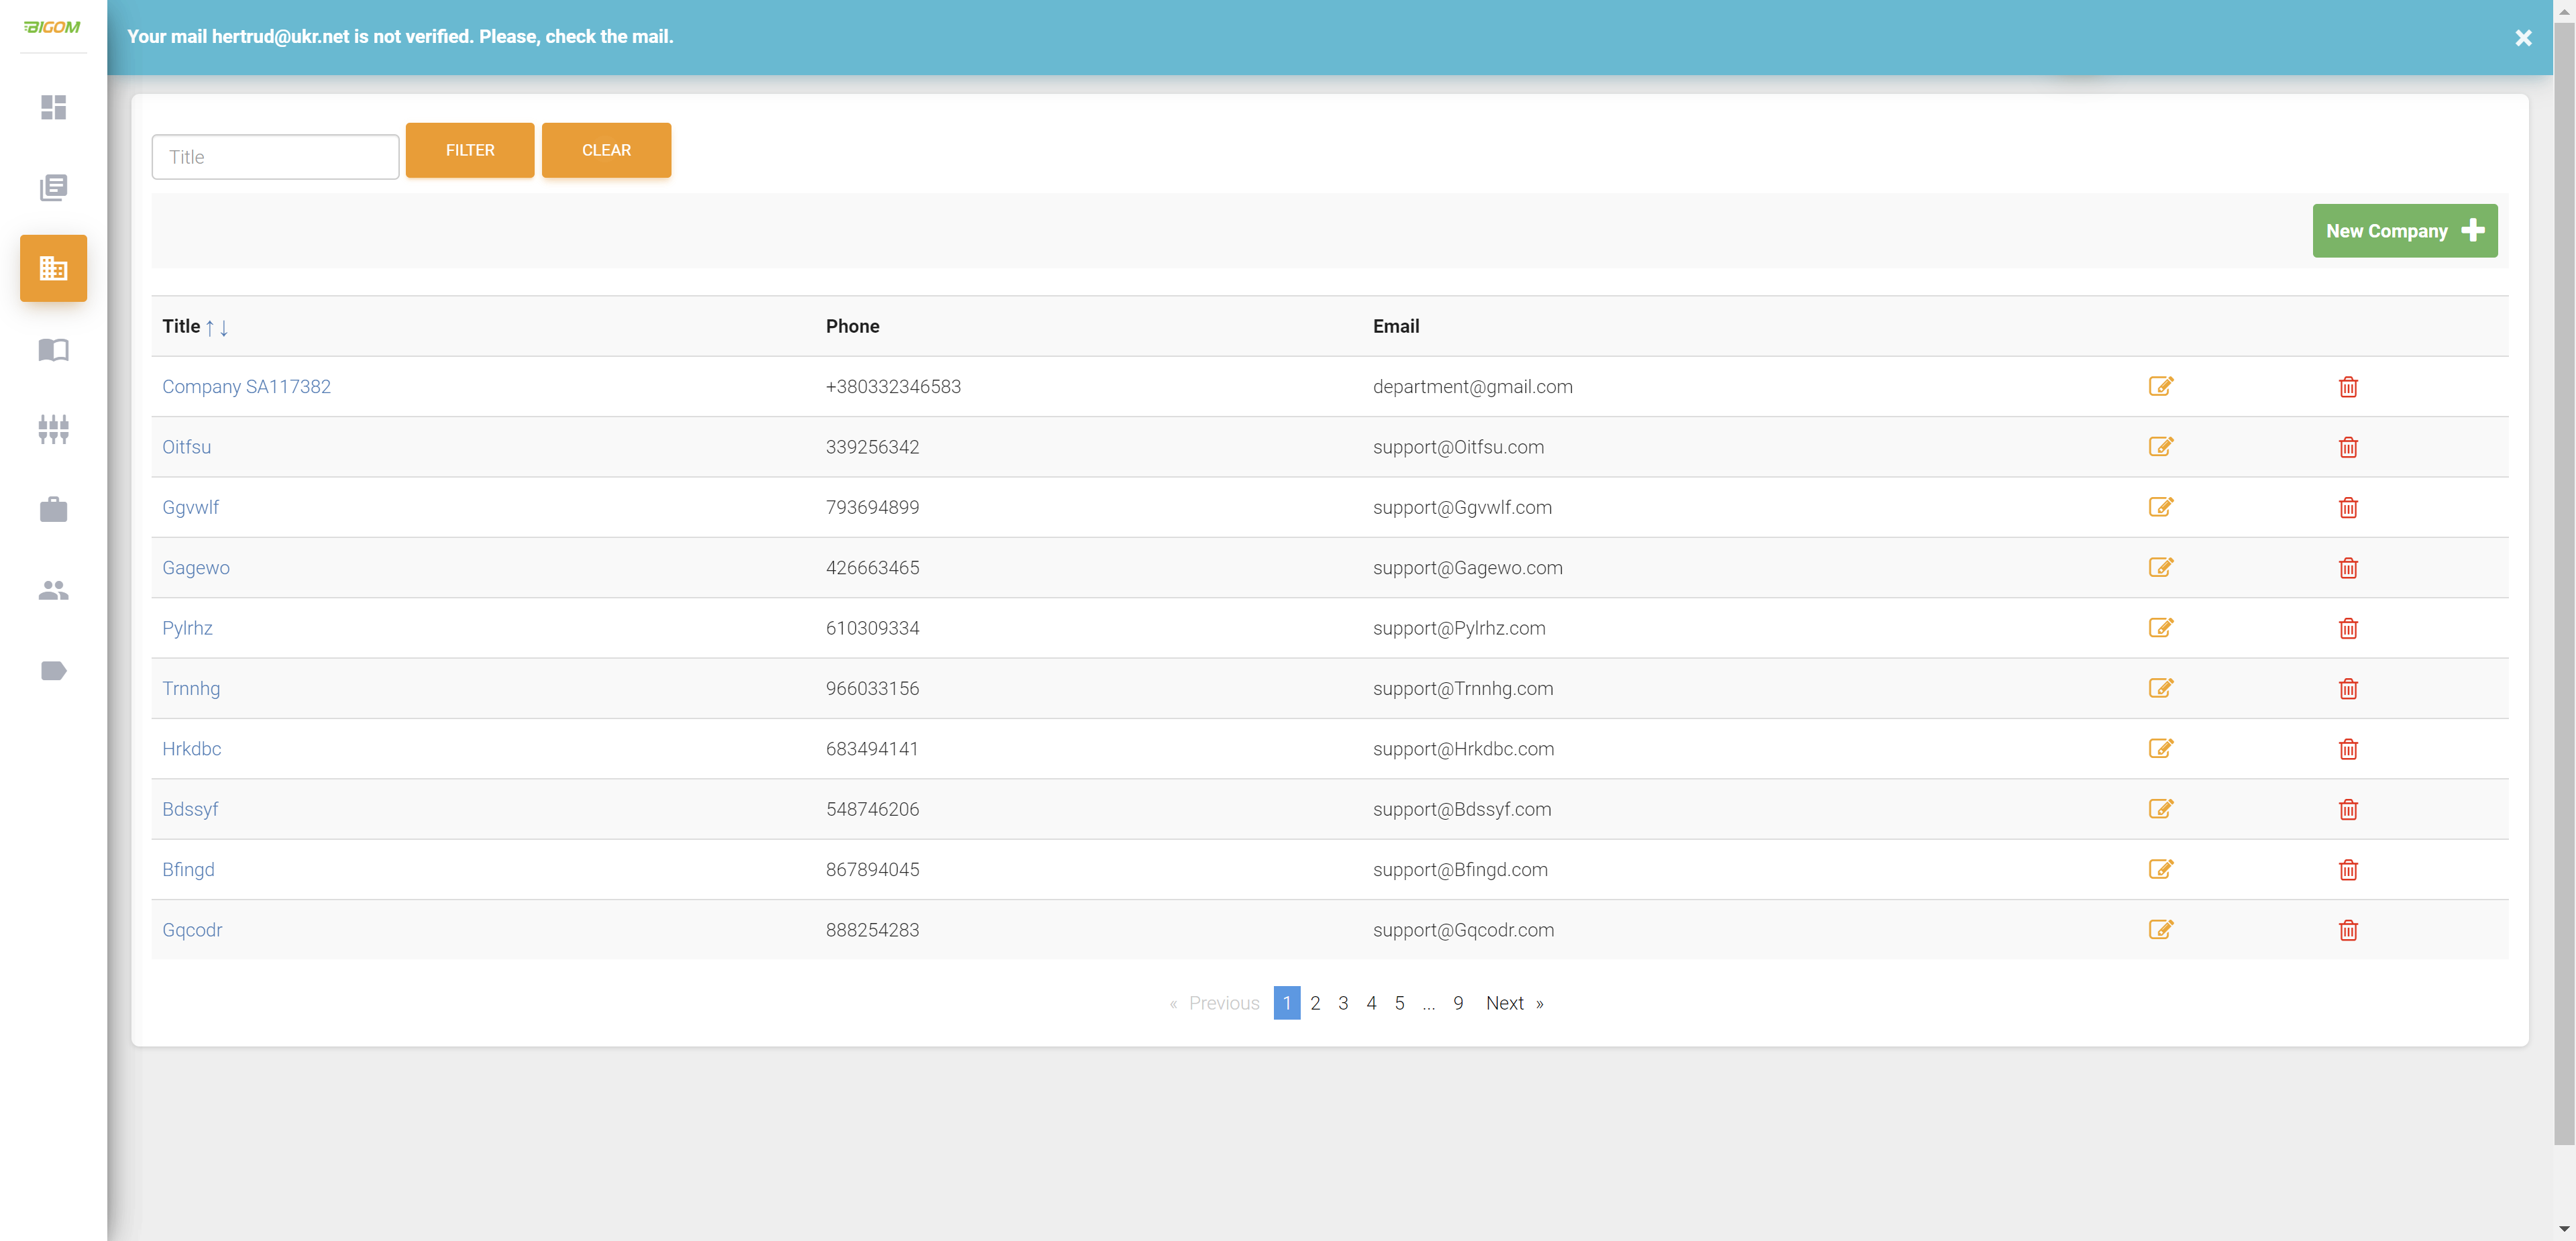 BIGOM
Your mail hertrud@ukr.net is not verified. Please, check the mail.
Title FILTER CLEAR
New Company
Title ↑↓ Phone Email
Company SA117382 +380332346583 department@gmail.com
Oitfsu 339256342 support@Oitfsu.com
Ggvwlf 793694899 support@Ggvwlf.com
Gagewo 426663465 support@Gagewo.com
Pylrhz 610309334 support@Pylrhz.com
Trnnhg 966033156 support@Trnnhg.com
Hrkdbc 683494141 support@Hrkdbc.com
Bdssyf 548746206 support@Bdssyf.com
Bfingd 867894045 support@Bfingd.com
Gqcodr 888254283 support@Gqcodr.com
« Previous 1 2 3 4 5 ... 9 Next »